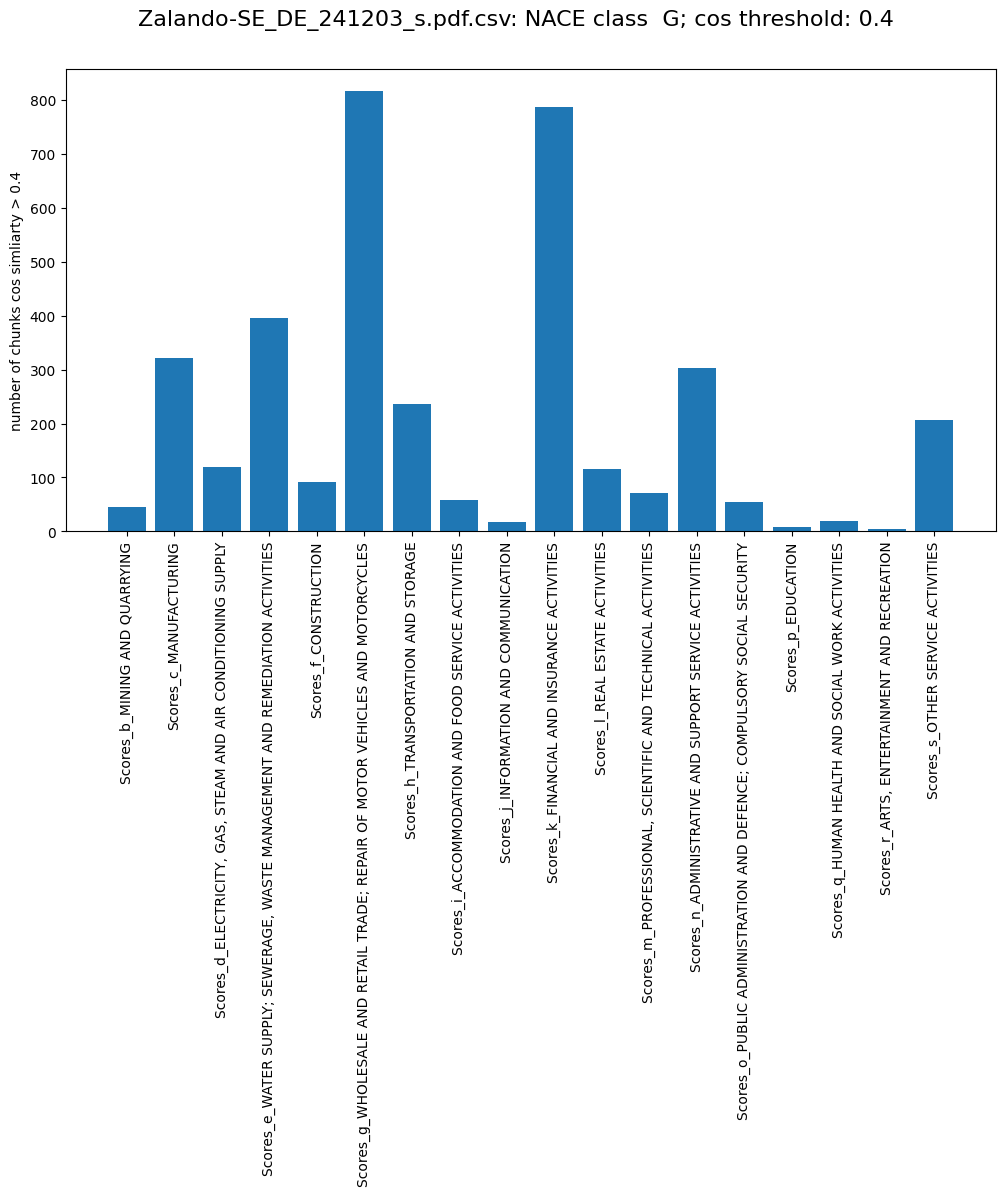 Zalando-SE_DE_241203_s.pdf.csv: NACE class  G; cos threshold: 0.4
number of chunks cos simliarty > 0.4
800
700
600
500
400
300
200
100
0
Scores_b_MINING AND QUARRYING
Scores_c_MANUFACTURING
Scores_d_ELECTRICITY, GAS, STEAM AND AIR CONDITIONING SUPPLY
Scores_e_WATER SUPPLY; SEWERAGE, WASTE MANAGEMENT AND REMEDIATION ACTIVITIES
Scores_f_CONSTRUCTION
Scores_g_WHOLESALE AND RETAIL TRADE; REPAIR OF MOTOR VEHICLES AND MOTORCYCLES
Scores_h_TRANSPORTATION AND STORAGE
Scores_i_ACCOMMODATION AND FOOD SERVICE ACTIVITIES
Scores_j_INFORMATION AND COMMUNICATION
Scores_k_FINANCIAL AND INSURANCE ACTIVITIES
Scores_l_REAL ESTATE ACTIVITIES
Scores_m_PROFESSIONAL, SCIENTIFIC AND TECHNICAL ACTIVITIES
Scores_n_ADMINISTRATIVE AND SUPPORT SERVICE ACTIVITIES
Scores_o_PUBLIC ADMINISTRATION AND DEFENCE; COMPULSORY SOCIAL SECURITY
Scores_p_EDUCATION
Scores_q_HUMAN HEALTH AND SOCIAL WORK ACTIVITIES
Scores_r_ARTS, ENTERTAINMENT AND RECREATION
Scores_s_OTHER SERVICE ACTIVITIES